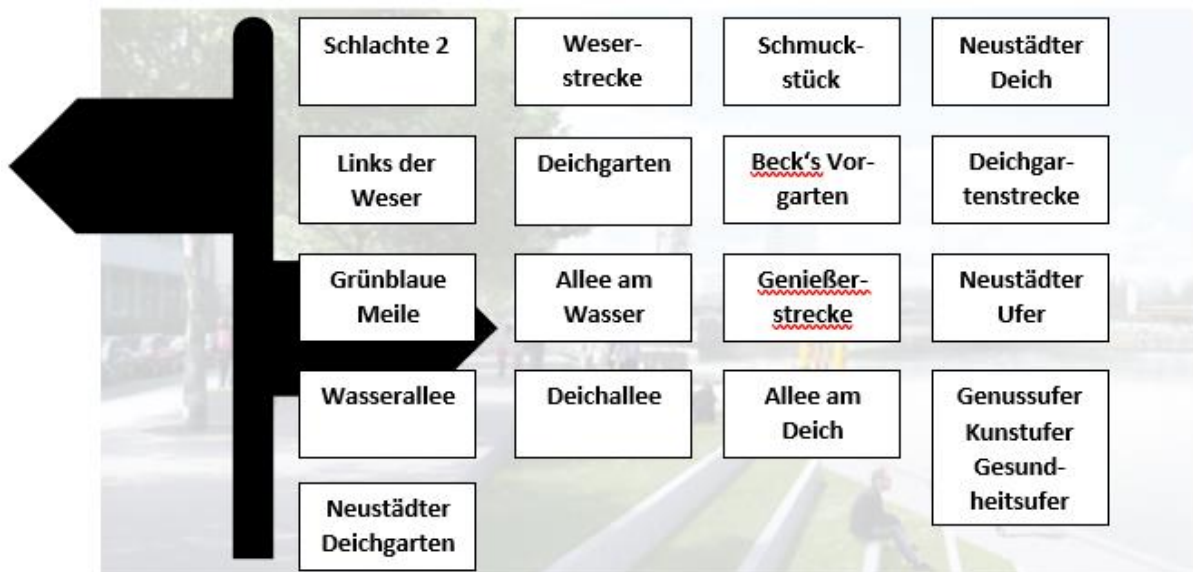 Schlachte 2
Weser-
strecke
Schmuck-
stück
Neustädter
Deich
Links der
Weser
Deichgarten
Beck‘s Vor-
garten
Deichgar-
tenstrecke
Grünblaue
Meile
Allee am
Wasser
Genießer-
strecke
Neustädter
Ufer
Wasserallee
Deichallee
Allee am
Deich
Genussufer
Kunstufer
Gesund-
heitsufer
Neustädter
Deichgarten